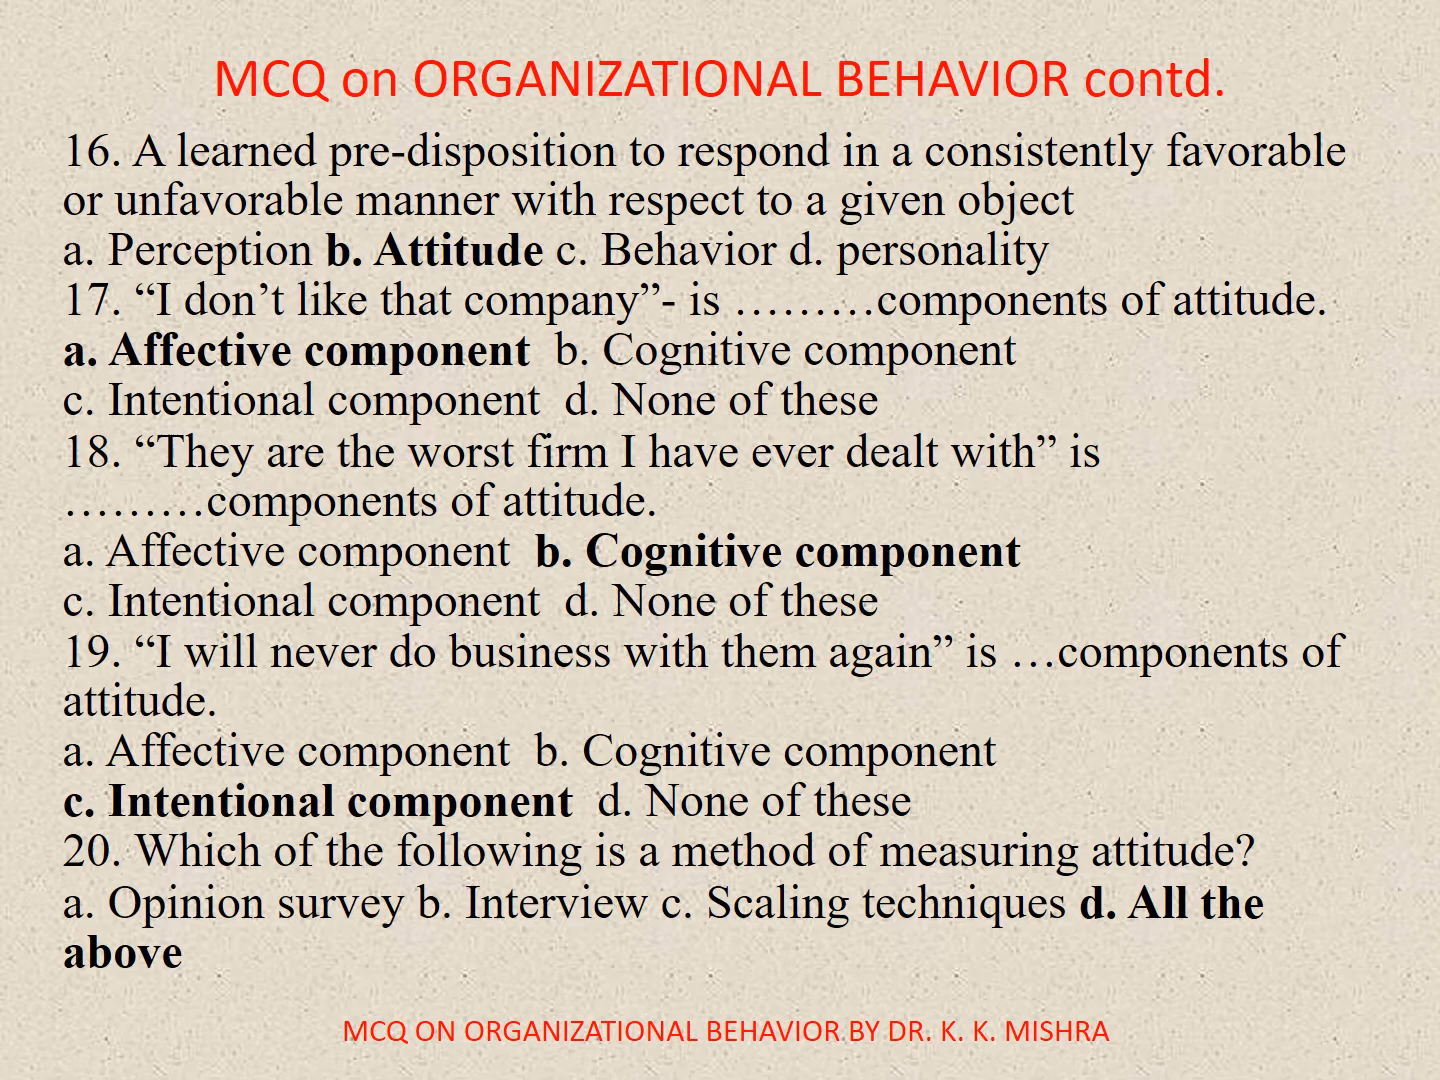 MCQ on ORGANIZATIONAL BEHAVIOR contd.
16. A learned pre-disposition to respond in a consistently favorable
or unfavorable manner with respect to a given object
a. Perception b. Attitude c. Behavior d. personality
17. “I don’t like that company”- is ………components of attitude.
a. Affective component  b. Cognitive component
c. Intentional component  d. None of these
18. “They are the worst firm I have ever dealt with” is
………components of attitude.
a. Affective component  b. Cognitive component
c. Intentional component  d. None of these
19. “I will never do business with them again” is …components of
attitude.
a. Affective component  b. Cognitive component
c. Intentional component  d. None of these
20. Which of the following is a method of measuring attitude?
a. Opinion survey b. Interview c. Scaling techniques d. All the
above
MCQ ON ORGANIZATIONAL BEHAVIOR BY DR. K. K. MISHRA